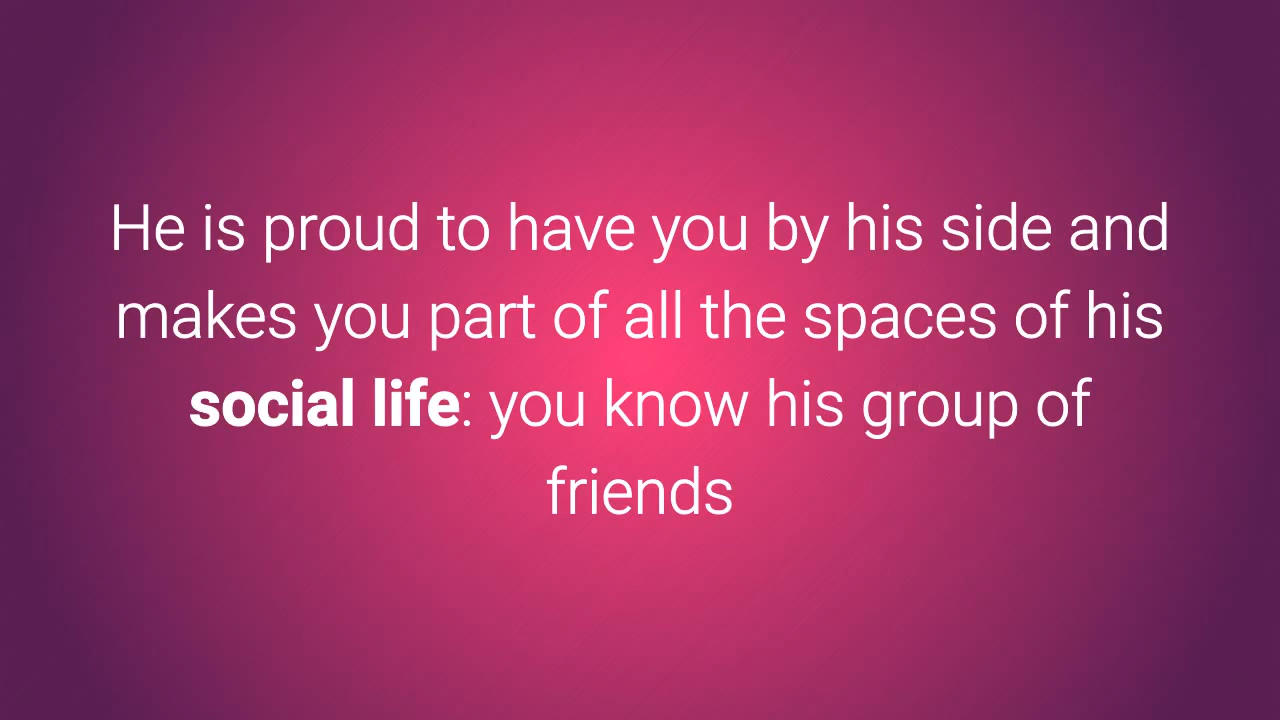 He is proud to have you by his side and
makes you part of all the spaces of his
social life: you know his group of
friends